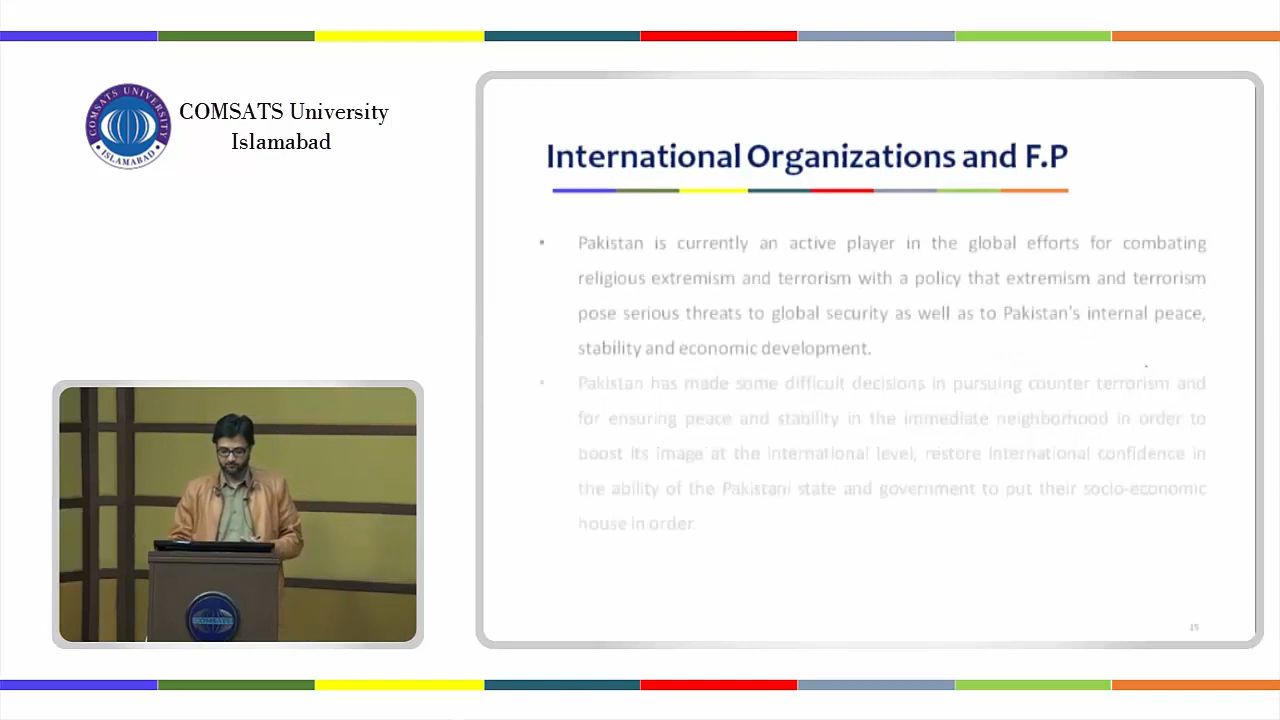 COMSATS UNIVERSITY
ISLAMABAD
COMSATS University
Islamabad
International Organizations and F.P
• Pakistan is currently an active player in the global efforts for combating
religious extremism and terrorism with a policy that extremism and terrorism
pose serious threats to global security as well as to Pakistan's internal peace,
stability and economic development.
• Pakistan has made some difficult decisions in pursuing counter terrorism and
for ensuring peace and stability in the immediate neighborhood in order to
boost its image at the international level, restore international confidence in
the ability of the Pakistani state and government to put their socio-economic
house in order
15